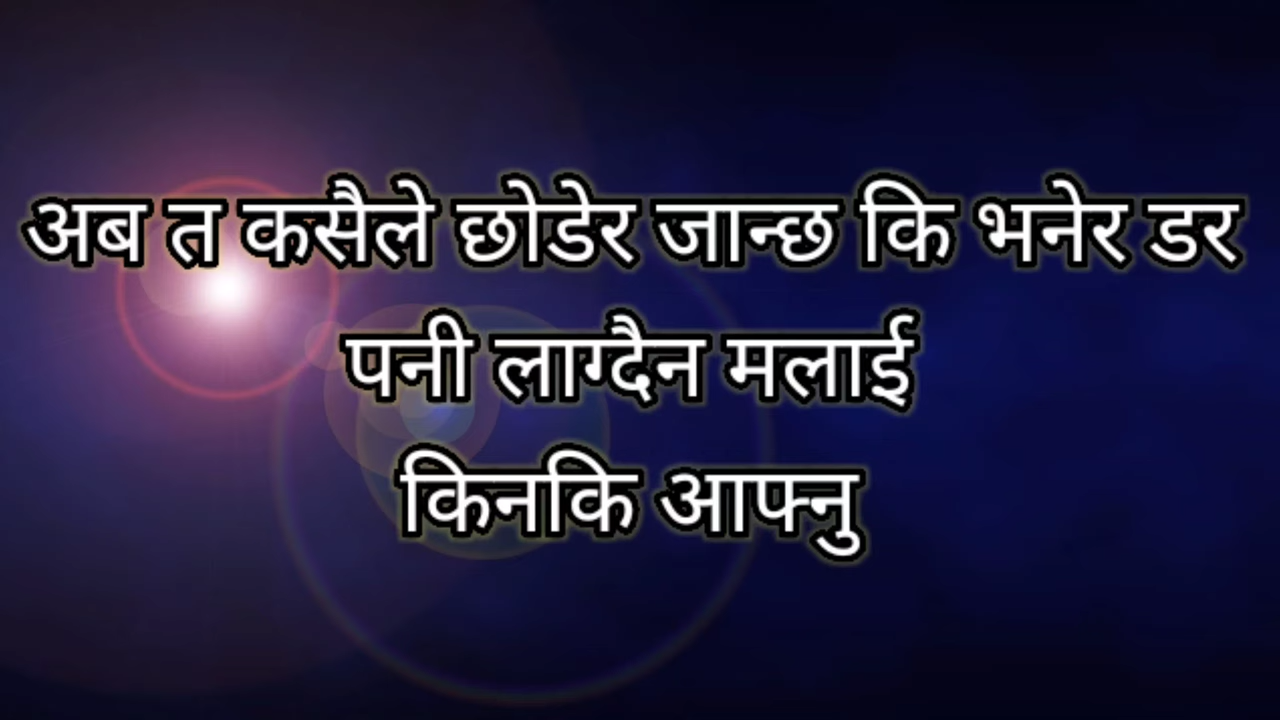 अब त कसैले छोडेर जान्छ कि भनेर डर
पनी लाग्दैन मलाई
किनकि आफ्नु